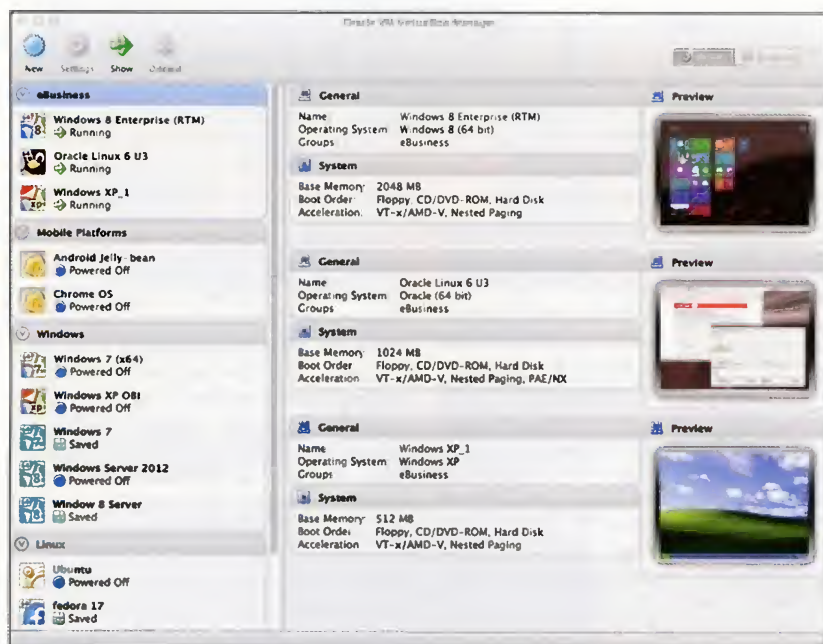 Oracle VM VirtualBox Manager
New Settings Show Discard
eBusiness
Windows 8 Enterprise (RTM)
Running
Oracle Linux 6 U3
Running
Windows XP_1
Running
Mobile Platforms
Android Jelly-bean
Powered Off
Chrome OS
Powered Off
Windows
Windows 7 (x64)
Powered Off
Windows XP OBI
Powered Off
Windows 7
Saved
Windows Server 2012
Powered Off
Window 8 Server
Saved
Linux
Ubuntu
Powered Off
fedora 17
Saved
General
Name Windows 8 Enterprise (RTM)
Operating System Windows 8 (64 bit)
Groups eBusiness
System
Base Memory: 2048 MB
Boot Order: Floppy, CD/DVD-ROM, Hard Disk
Acceleration: VT-x/AMD-V, Nested Paging
Preview
General
Name Oracle Linux 6 U3
Operating System Oracle (64 bit)
Groups eBusiness
System
Base Memory: 1024 MB
Boot Order Floppy, CD/DVD-ROM, Hard Disk
Acceleration VT-x/AMD-V, Nested Paging, PAE/NX
Preview
General
Name Windows XP_1
Operating System Windows XP
Groups eBusiness
System
Base Memory: 512 MB
Boot Order Floppy, CD/DVD-ROM, Hard Disk
Acceleration VT-x/AMD-V, Nested Paging
Preview